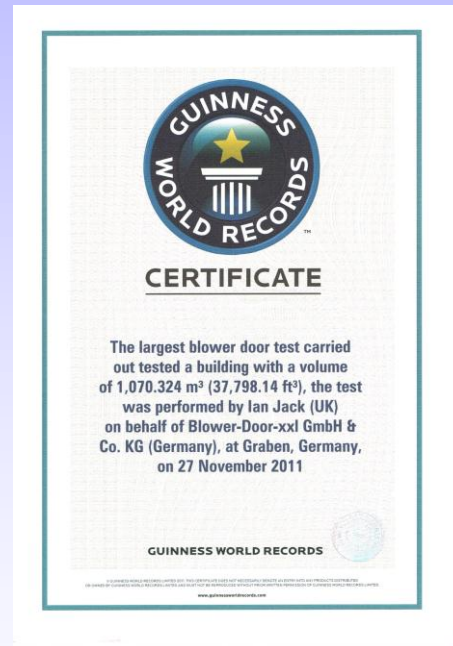 GUINNESS
WORLD RECORDS
TM
CERTIFICATE
The largest blower door test carried
out tested a building with a volume
of 1,070.324 m³ (37,798.14 ft³), the test
was performed by Ian Jack (UK)
on behalf of Blower-Door-xxl GmbH &
Co. KG (Germany), at Graben, Germany,
on 27 November 2011
GUINNESS WORLD RECORDS
www.guinnessworldrecords.com